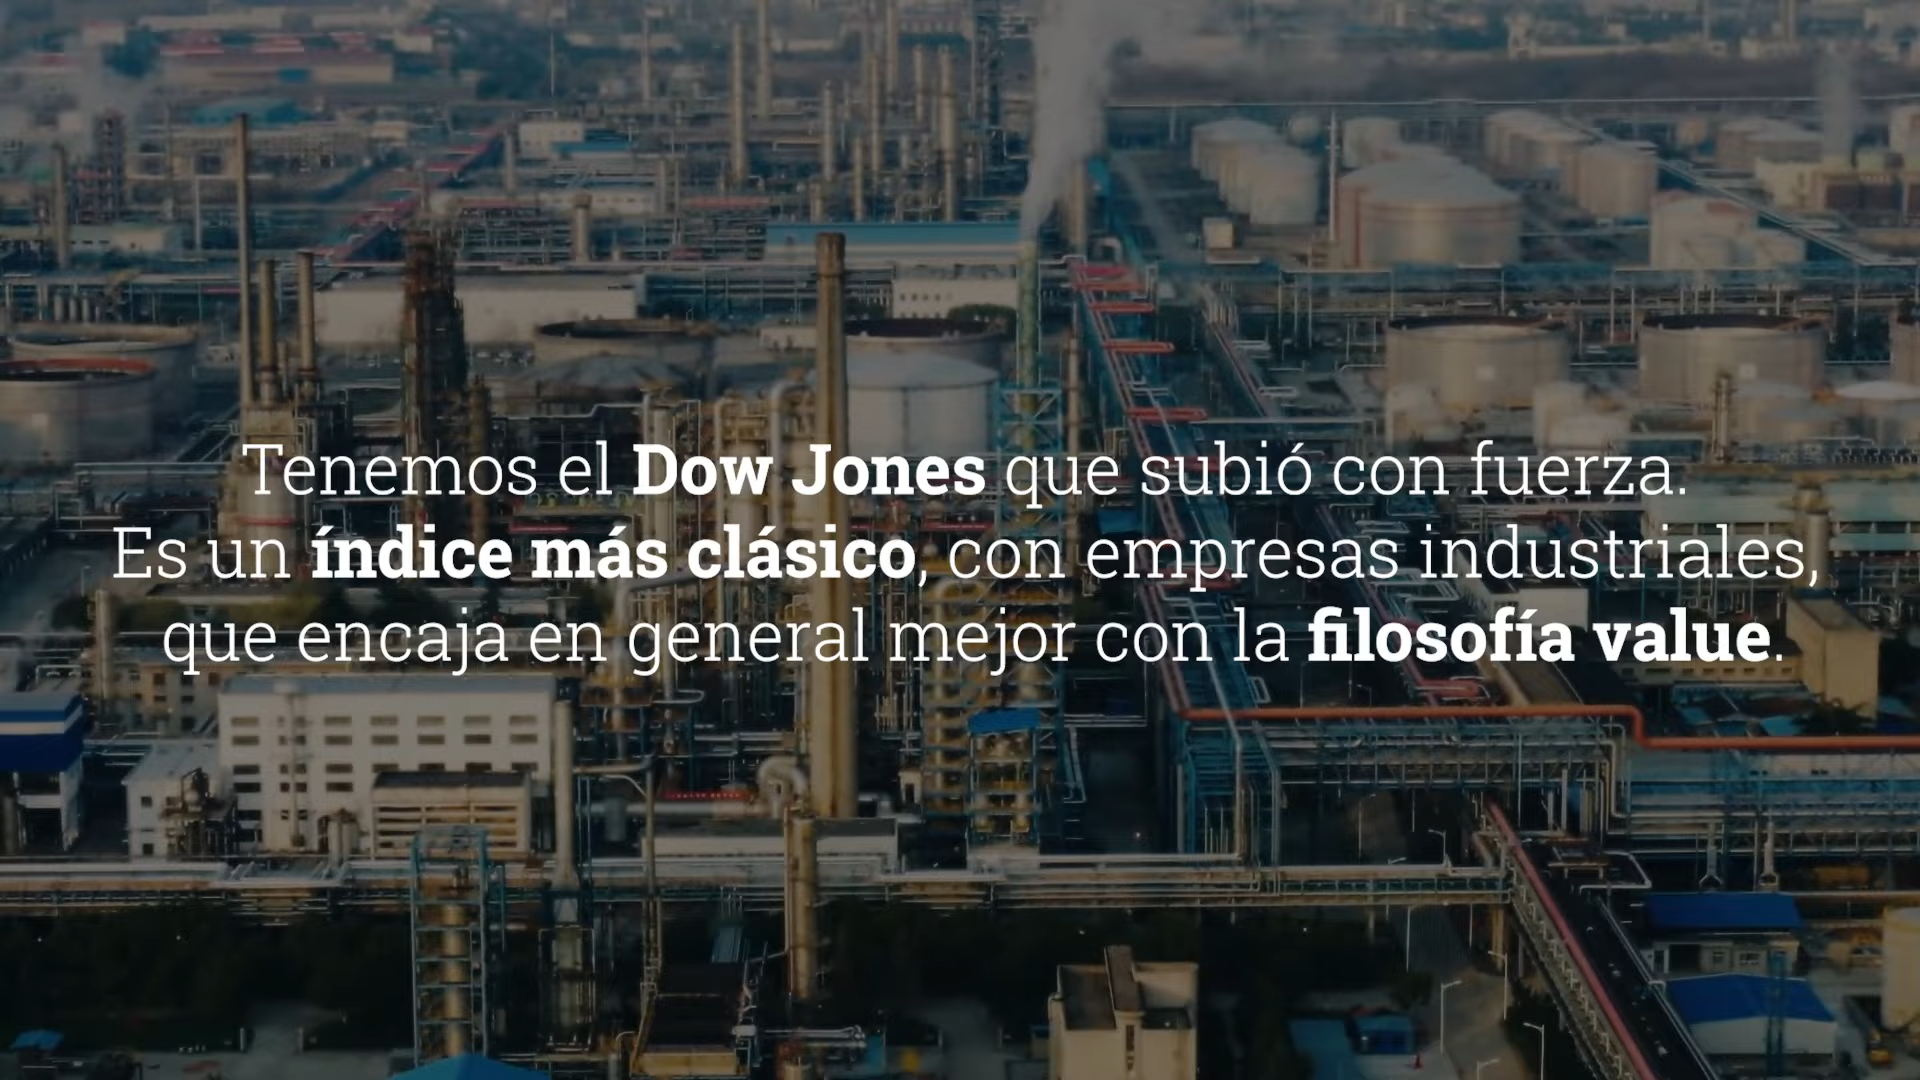 Tenemos el Dow Jones que subió con fuerza.
Es un índice más clásico, con empresas industriales,
que encaja en general mejor con la filosofía value.